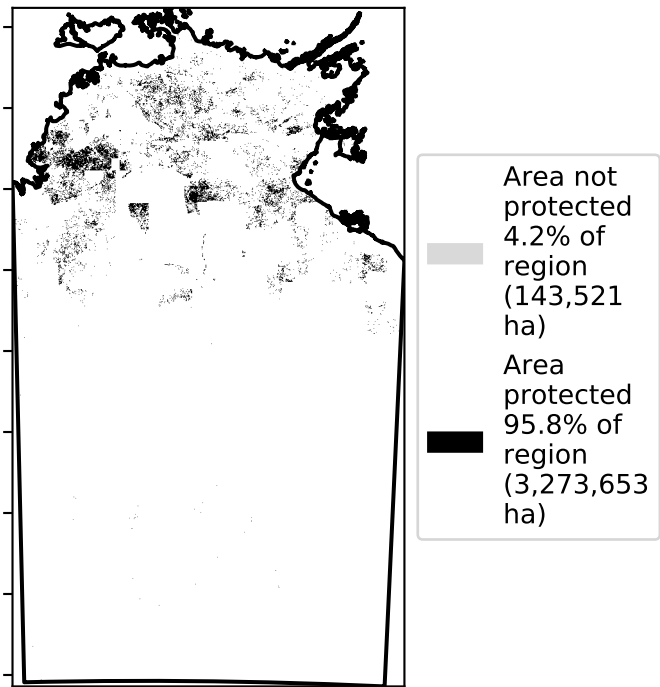 Area not
protected
4.2% of
region
(143,521
ha)
Area
protected
95.8% of
region
(3,273,653
ha)